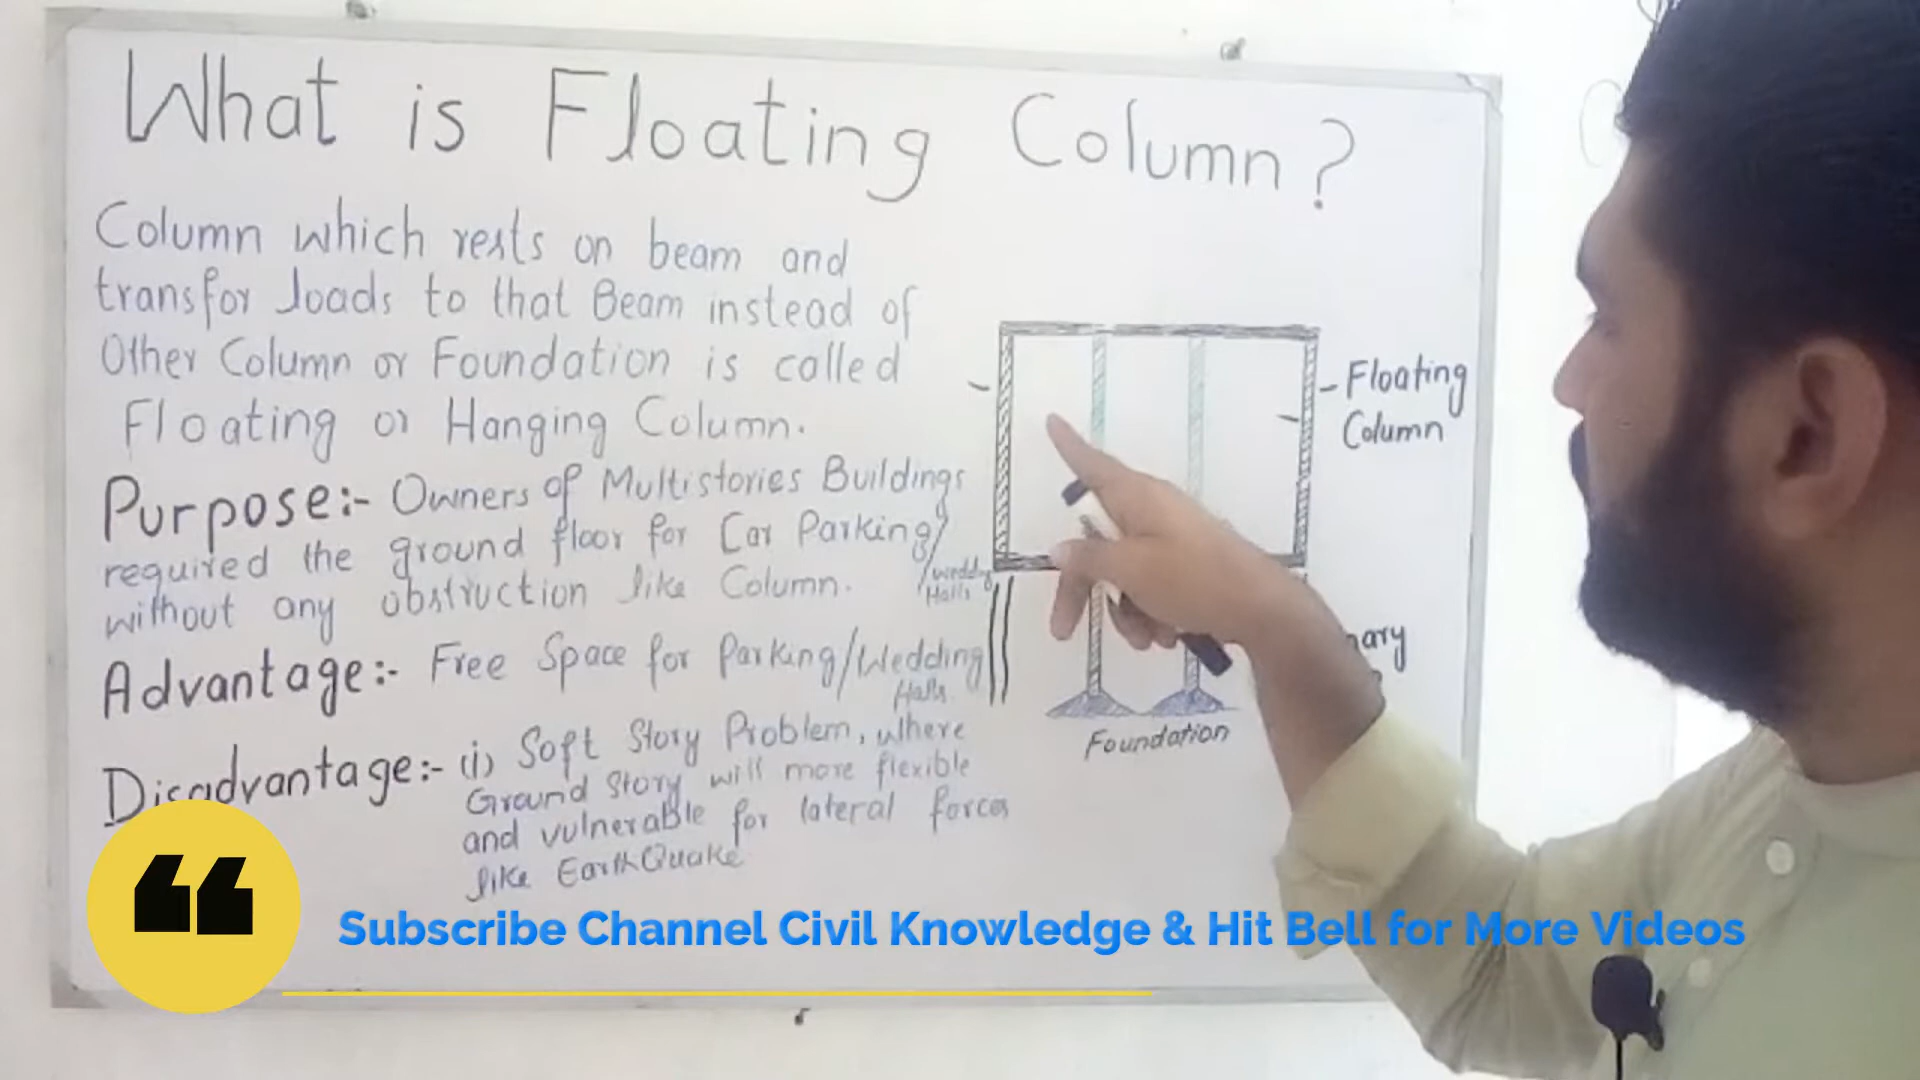 What is Floating Column?
Column which rests on beam and
transfor loads to that Beam instead of
Other Column or Foundation is called
Floating or Hanging Column.
Purpose:- Owners of Multistories Buildings
required the ground floor for Car Parking/
/Wedding
Halls
without any obstruction like Column.
Advantage:- Free Space for Parking/Wedding
Halls
Disadvantage:- (i) Soft Story Problem, where
Ground Story will more flexible
and vulnerable for lateral forces
like EarthQuake
Floating
Column
Foundation
Subscribe Channel Civil Knowledge & Hit Bell for More Videos